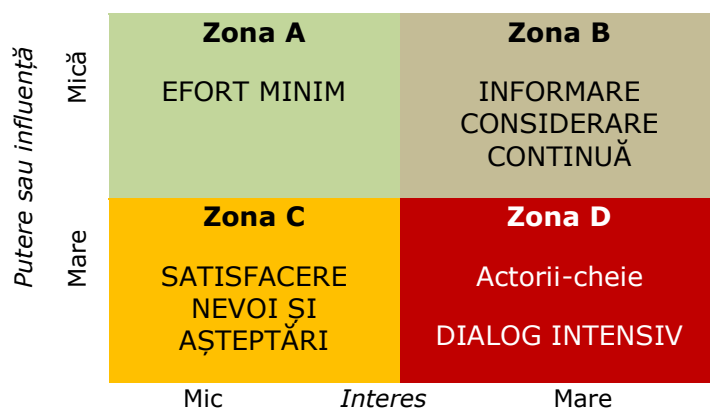 Putere sau influență
Mică
Mare
Zona A
EFORT MINIM
Zona B
INFORMARE
CONSIDERARE
CONTINUĂ
Zona C
SATISFACERE
NEVOI ȘI
AȘTEPTĂRI
Zona D
Actorii-cheie
DIALOG INTENSIV
Mic Interes Mare